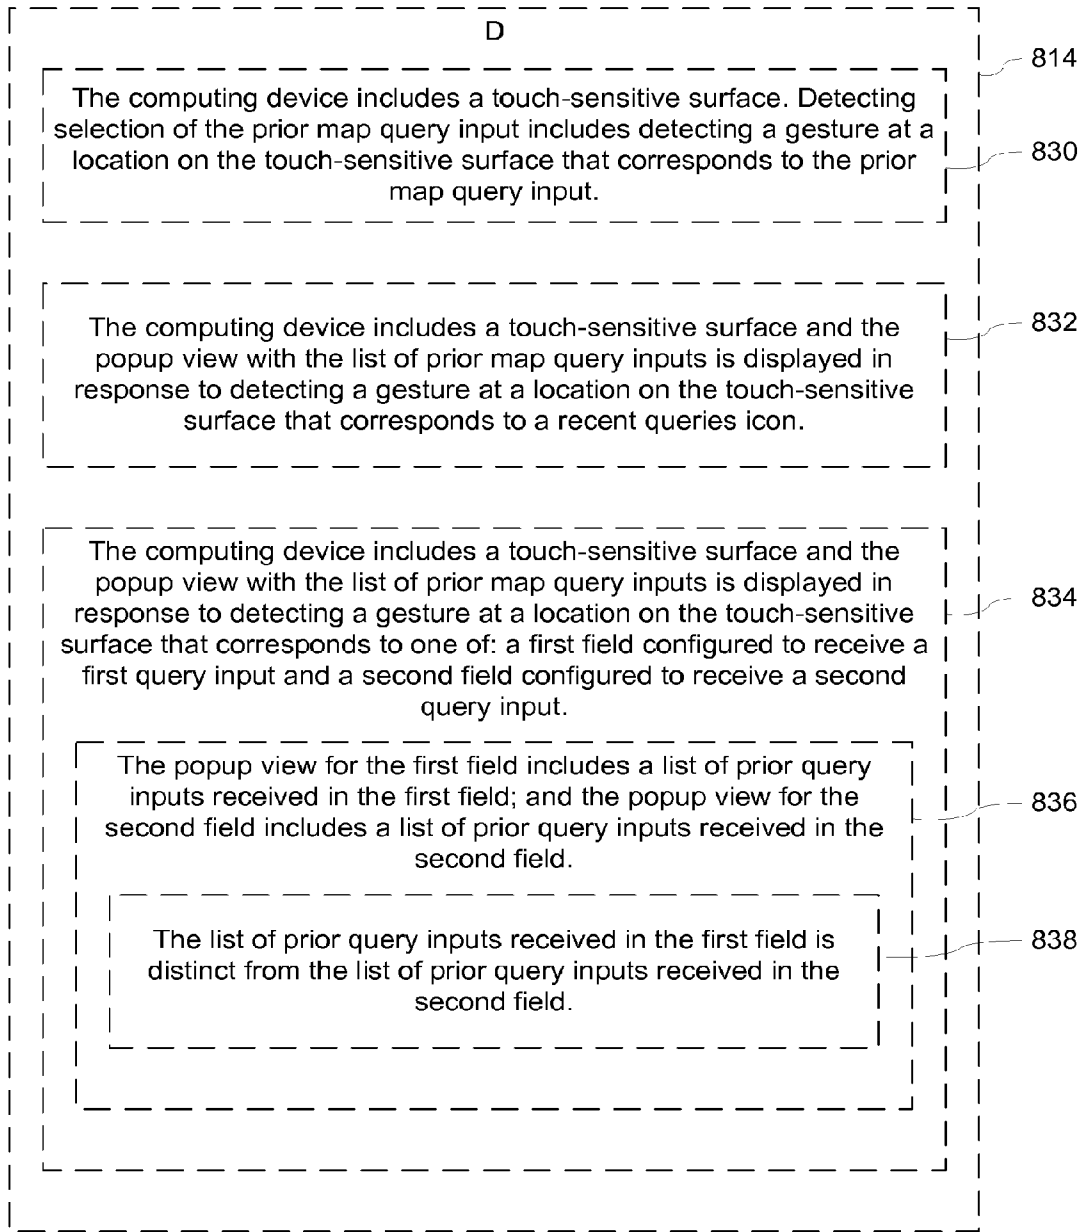 D
814
The computing device includes a touch-sensitive surface. Detecting
selection of the prior map query input includes detecting a gesture at a
location on the touch-sensitive surface that corresponds to the prior
map query input.
830
The computing device includes a touch-sensitive surface and the
popup view with the list of prior map query inputs is displayed in
response to detecting a gesture at a location on the touch-sensitive
surface that corresponds to a recent queries icon.
832
The computing device includes a touch-sensitive surface and the
popup view with the list of prior map query inputs is displayed in
response to detecting a gesture at a location on the touch-sensitive
surface that corresponds to one of: a first field configured to receive a
first query input and a second field configured to receive a second
query input.
834
The popup view for the first field includes a list of prior query
inputs received in the first field; and the popup view for the
second field includes a list of prior query inputs received in the
second field.
836
The list of prior query inputs received in the first field is
distinct from the list of prior query inputs received in the
second field.
838